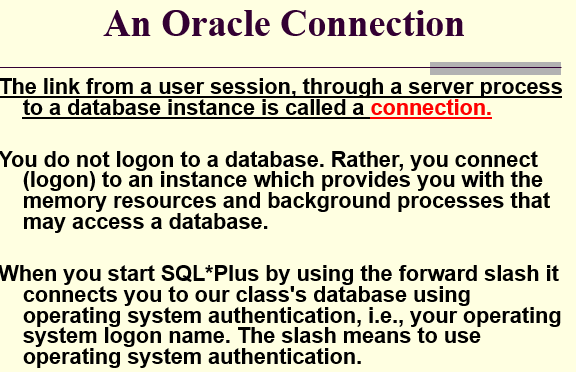 An Oracle Connection
The link from a user session, through a server process
to a database instance is called a connection.
You do not logon to a database. Rather, you connect
(logon) to an instance which provides you with the
memory resources and background processes that
may access a database.
When you start SQL*Plus by using the forward slash it
connects you to our class's database using
operating system authentication, i.e., your operating
system logon name. The slash means to use
operating system authentication.